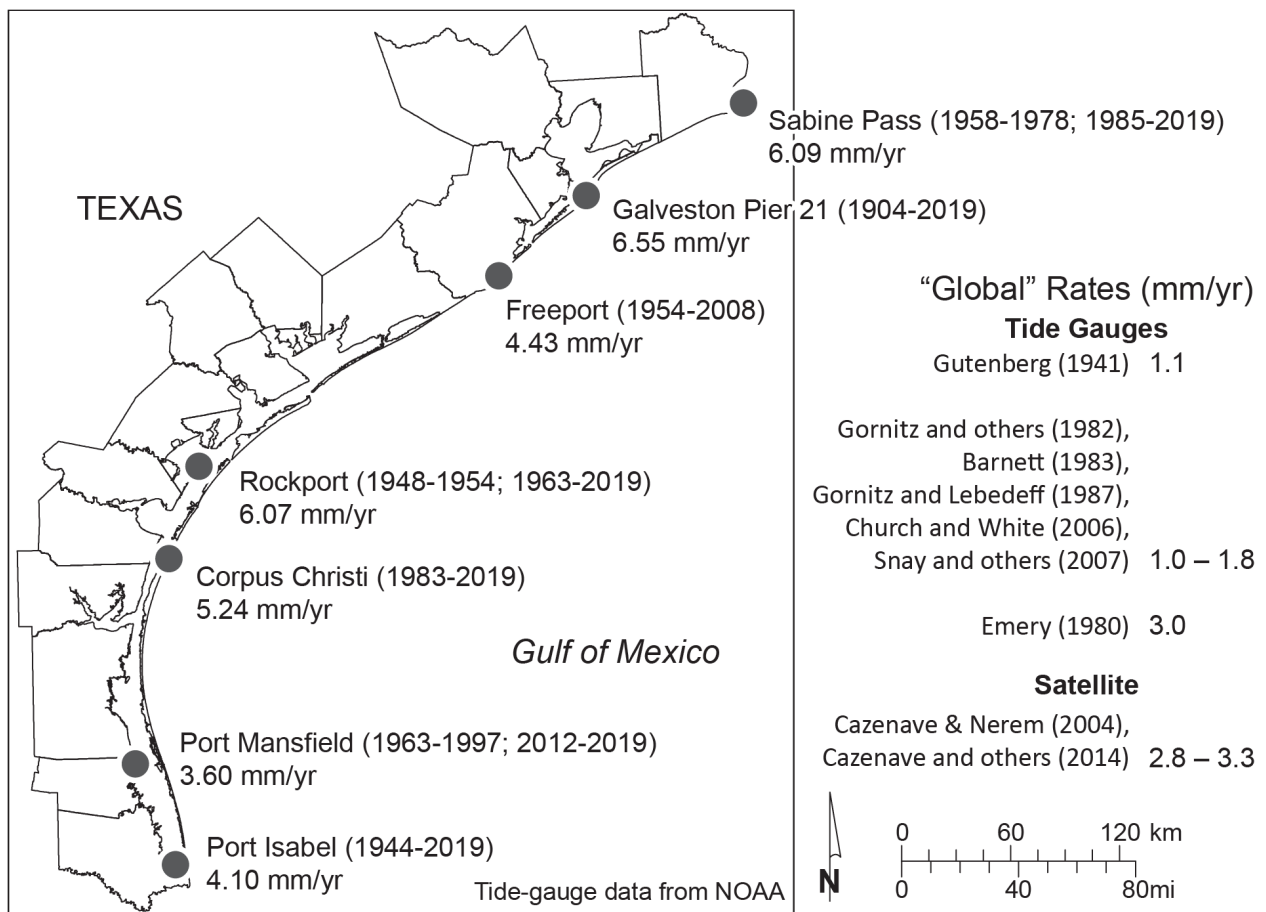 TEXAS
Sabine Pass (1958-1978; 1985-2019)
6.09 mm/yr
Galveston Pier 21 (1904-2019)
6.55 mm/yr
Freeport (1954-2008)
4.43 mm/yr
Rockport (1948-1954; 1963-2019)
6.07 mm/yr
Corpus Christi (1983-2019)
5.24 mm/yr
Gulf of Mexico
Port Mansfield (1963-1997; 2012-2019)
3.60 mm/yr
Port Isabel (1944-2019)
4.10 mm/yr
Tide-gauge data from NOAA
“Global” Rates (mm/yr)
Tide Gauges
Gutenberg (1941) 1.1
Gornitz and others (1982),
Barnett (1983),
Gornitz and Lebedeff (1987),
Church and White (2006),
Snay and others (2007) 1.0 – 1.8
Emery (1980) 3.0
Satellite
Cazenave & Nerem (2004),
Cazenave and others (2014) 2.8 – 3.3
N
0 60 120 km
0 40 80mi